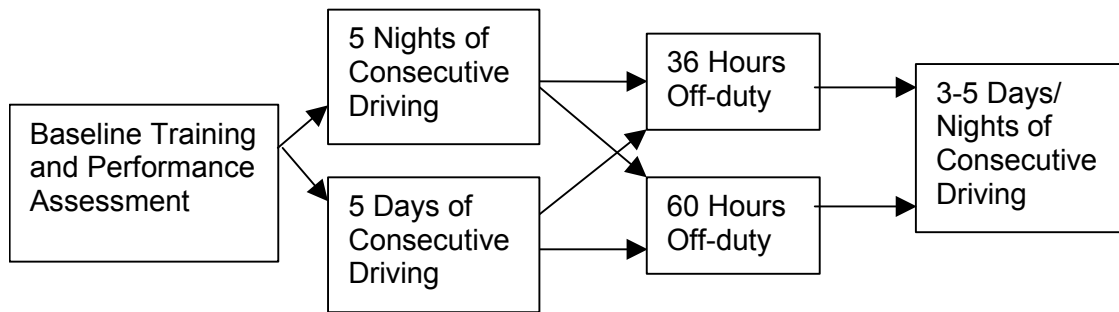 Baseline Training
and Performance
Assessment
5 Nights of
Consecutive
Driving
5 Days of
Consecutive
Driving
36 Hours
Off-duty
60 Hours
Off-duty
3-5 Days/
Nights of
Consecutive
Driving